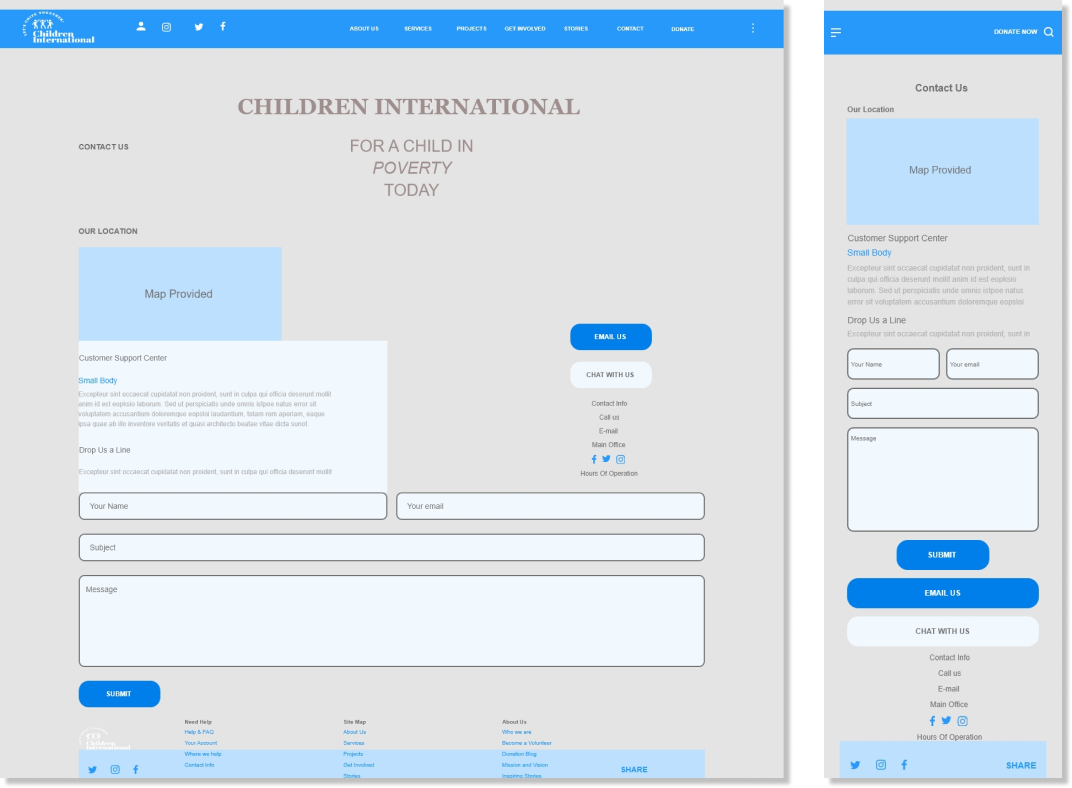 LET'S UNITE TOGETHER!
Children
International
ABOUT US
SERVICES
PROJECTS
GET INVOLVED
STORIES
CONTACT
DONATE
CHILDREN INTERNATIONAL
CONTACT US
FOR A CHILD IN
POVERTY
TODAY
OUR LOCATION
Map Provided
Customer Support Center
Small Body
Excepteur sint occaecat cupidatat non proident, sunt in culpa qui officia deserunt mollit
anim id est eoplsio laborum. Sed ut perspiciatis unde omnis istpoe natus error sit
voluptatem accusantium doloremque eopsloi laudantium, totam rem aperiam, eaque
ipsa quae ab illo inventore veritatis et quasi architecto beatae vitae dicta sunot
Drop Us a Line
Excepteur sint occaecat cupidatat non proident, sunt in culpa qui officia deserunt mollit
EMAIL US
CHAT WITH US
Contact Info
Call us
E-mail
Main Office
Hours Of Operation
Your Name
Your email
Subject
Message
SUBMIT
Children
International
Need Help
Help & FAQ
Your Account
Where we help
Contact Info
Site Map
About Us
Services
Projects
Get Involved
Stories
About Us
Who we are
Become a Volunteer
Donation Blog
Mission and Vision
Inspiring Stories
SHARE
DONATE NOW
Contact Us
Our Location
Map Provided
Customer Support Center
Small Body
Excepteur sint occaecat cupidatat non proident, sunt in
culpa qui officia deserunt mollit anim id est eoplsio
laborum. Sed ut perspiciatis unde omnis istpoe natus
error sit voluptatem accusantium doloremque eopsloi
Drop Us a Line
Excepteur sint occaecat cupidatat non proident, sunt in
Your Name
Your email
Subject
Message
SUBMIT
EMAIL US
CHAT WITH US
Contact Info
Call us
E-mail
Main Office
Hours Of Operation
SHARE